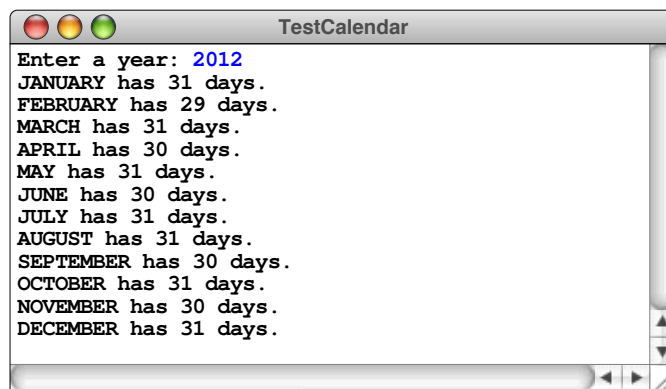 TestCalendar
Enter a year: 2012
JANUARY has 31 days.
FEBRUARY has 29 days.
MARCH has 31 days.
APRIL has 30 days.
MAY has 31 days.
JUNE has 30 days.
JULY has 31 days.
AUGUST has 31 days.
SEPTEMBER has 30 days.
OCTOBER has 31 days.
NOVEMBER has 30 days.
DECEMBER has 31 days.